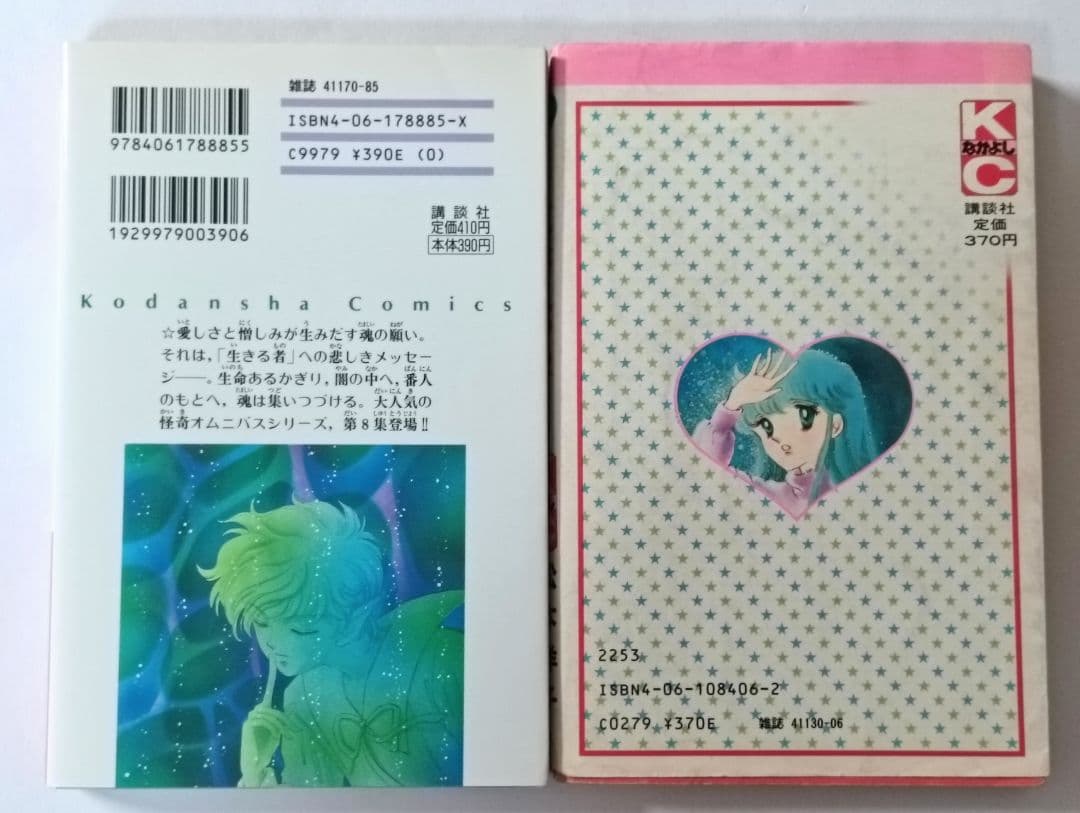 雑誌 41170-85
ISBN4-06-178885-X
C9979 ¥390E (0)
9784061788855
1929979003906
講談社
定価410円
本体390円
Kodansha Comics
☆愛しさと憎しみが生みだす魂の願い。
それは，「生きる者」への悲しきメッセー
ジ──。生命あるかぎり，闇の中へ，番人
のもとへ，魂は集いつづける。大人気の
怪奇オムニバスシリーズ，第8集登場!!
K
なかよし
C
講談社
定価
370円
2253
ISBN4-06-108406-2
C0279 ¥370E 雑誌 41130-06